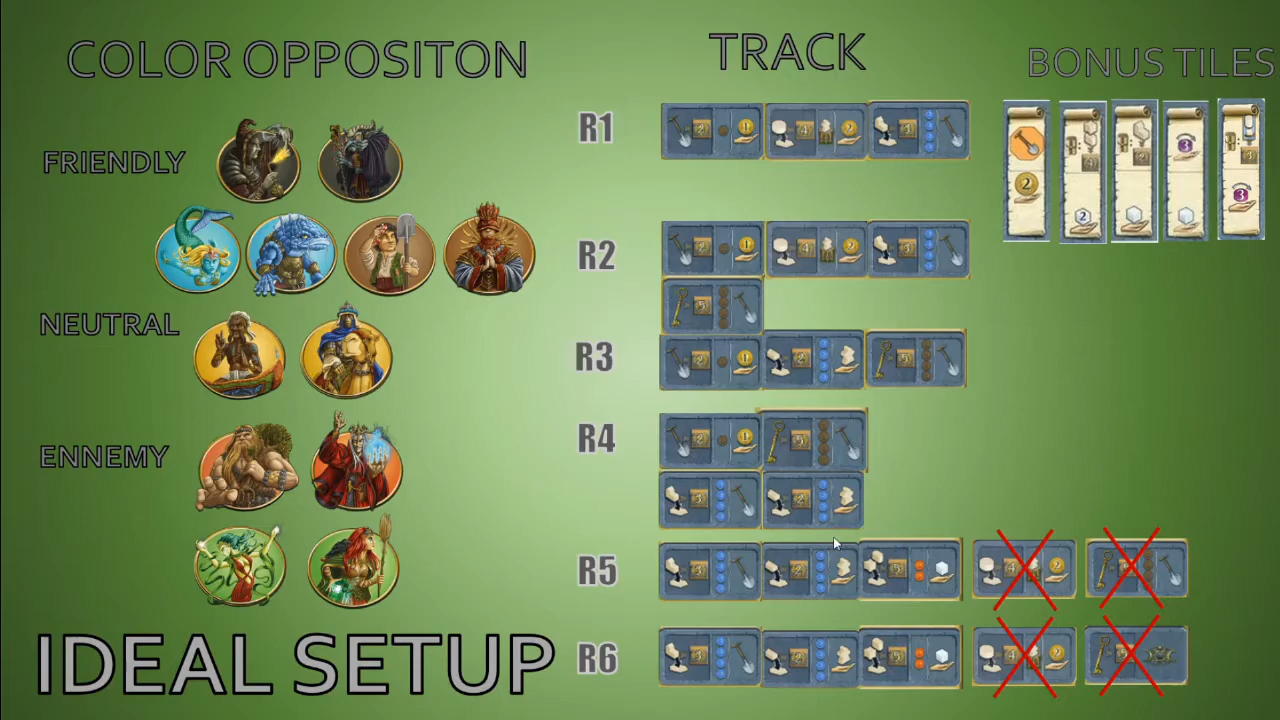 COLOR OPPOSITON
TRACK
BONUS TILES
FRIENDLY
NEUTRAL
ENNEMY
IDEAL SETUP
R1
R2
R3
R4
R5
R6